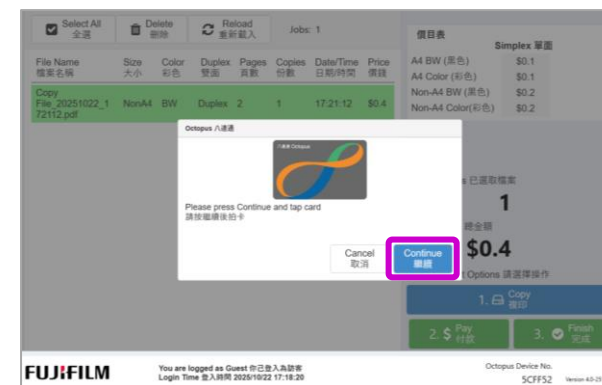 Select All
全選
Delete
刪除
Reload
重新載入
Jobs: 1
File Name
檔案名稱
Size
大小
Color
彩色
Duplex
雙面
Pages
頁數
Copies
份數
Date/Time
日期/時間
Price
價錢
Copy
File_20251022_1
72112.pdf
NonA4 BW Duplex 2 1 17:21:12 $0.4
價目表
Simplex 單面
A4 BW (黑色) $0.1
A4 Color (彩色) $0.1
Non-A4 BW (黑色) $0.2
Non-A4 Color(彩色) $0.2
Octopus 八達通
八達通 Octopus
Please press Continue and tap card
請按繼續後拍卡
Cancel
取消
Continue
繼續
s 已選取檔案
1
總金額
$0.4
t Options 請選擇操作
1. Copy
複印
2. $ Pay
付款
3. Finish
完成
FUJIFILM
You are logged as Guest 你已登入為訪客
Login Time 登入時間 2025/10/22 17:18:20
Octopus Device No.
5CFF52